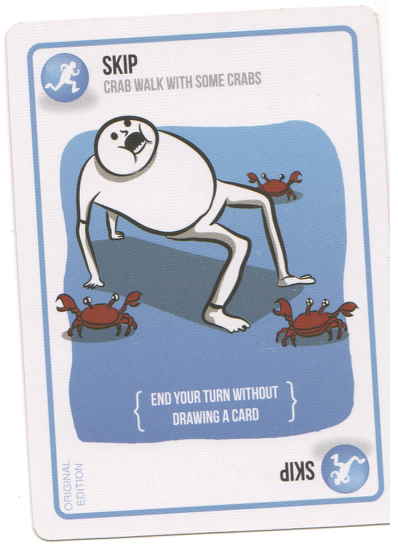 SKIP
CRAB WALK WITH SOME CRABS
END YOUR TURN WITHOUT
DRAWING A CARD
ORIGINAL
EDITION
SKIP